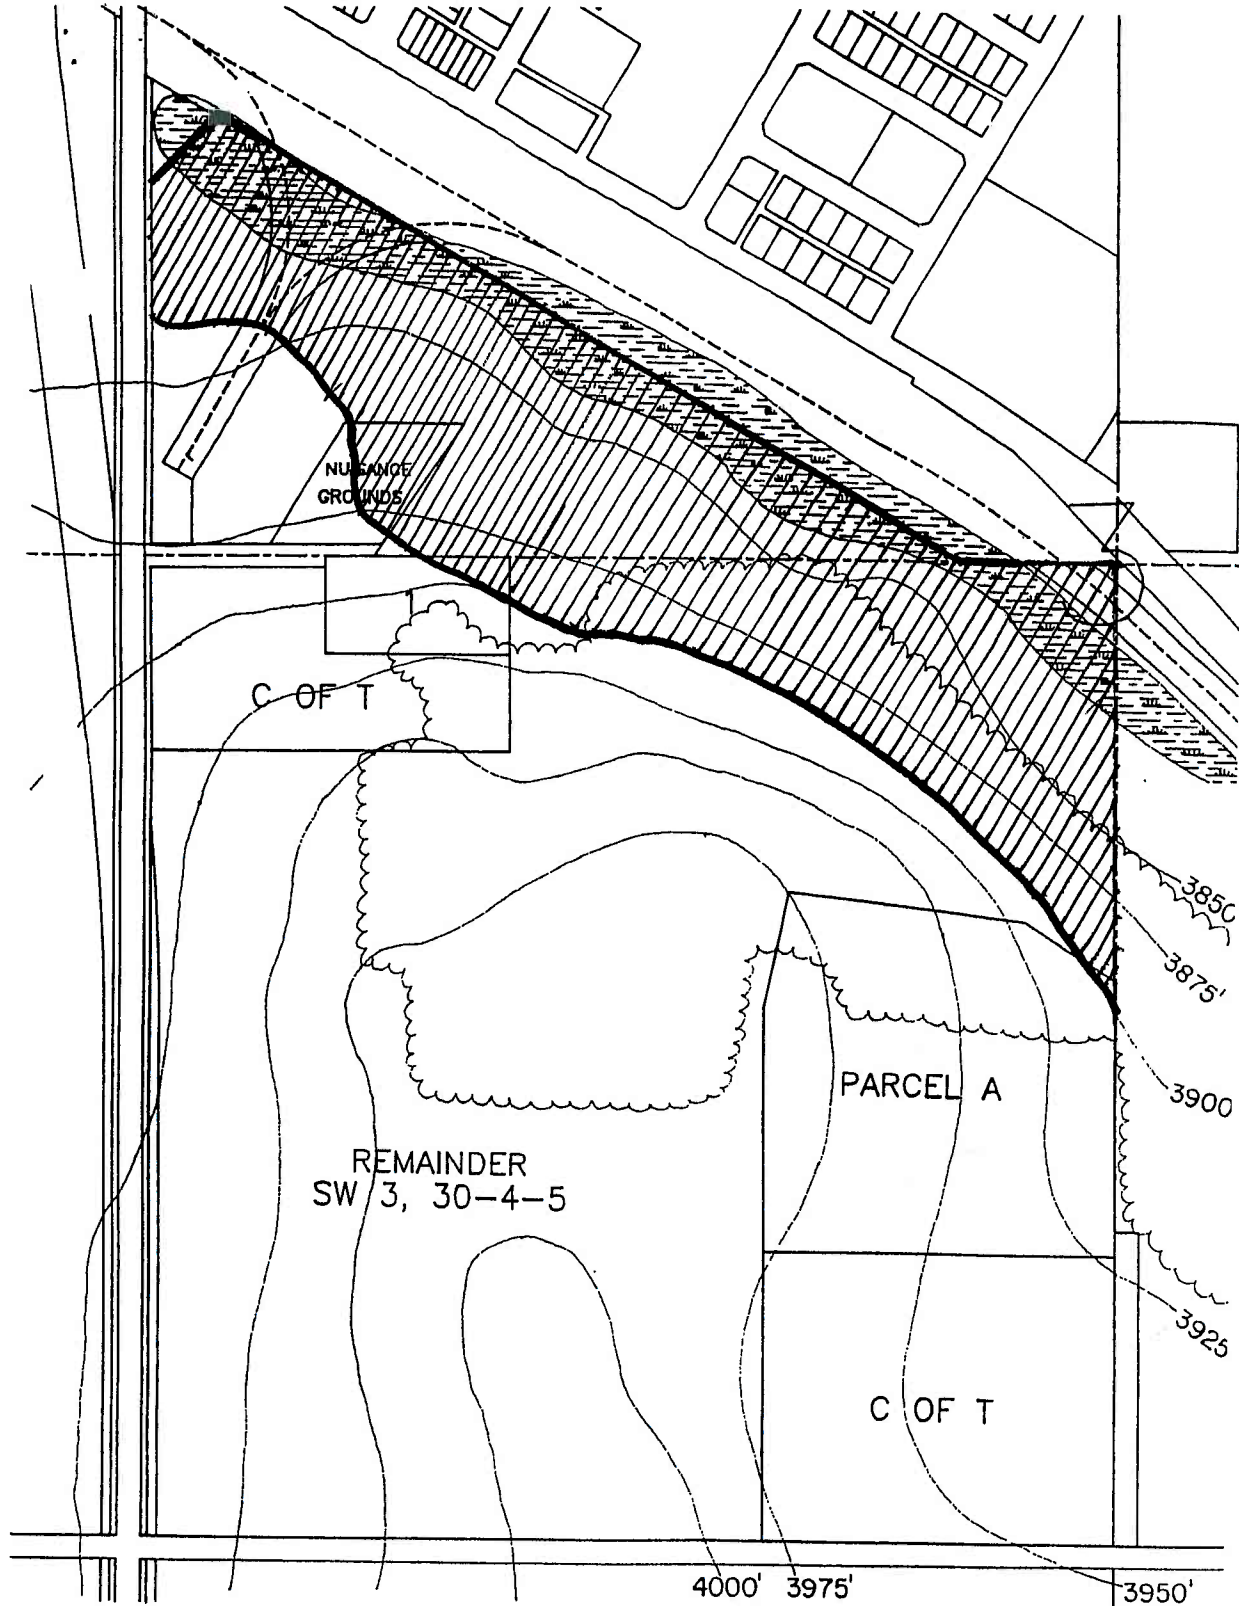 NUISANCE
GROUNDS
C OF T
3850
3875'
PARCEL A
3900
REMAINDER
SW 3, 30-4-5
3925
C OF T
4000' 3975'
3950'